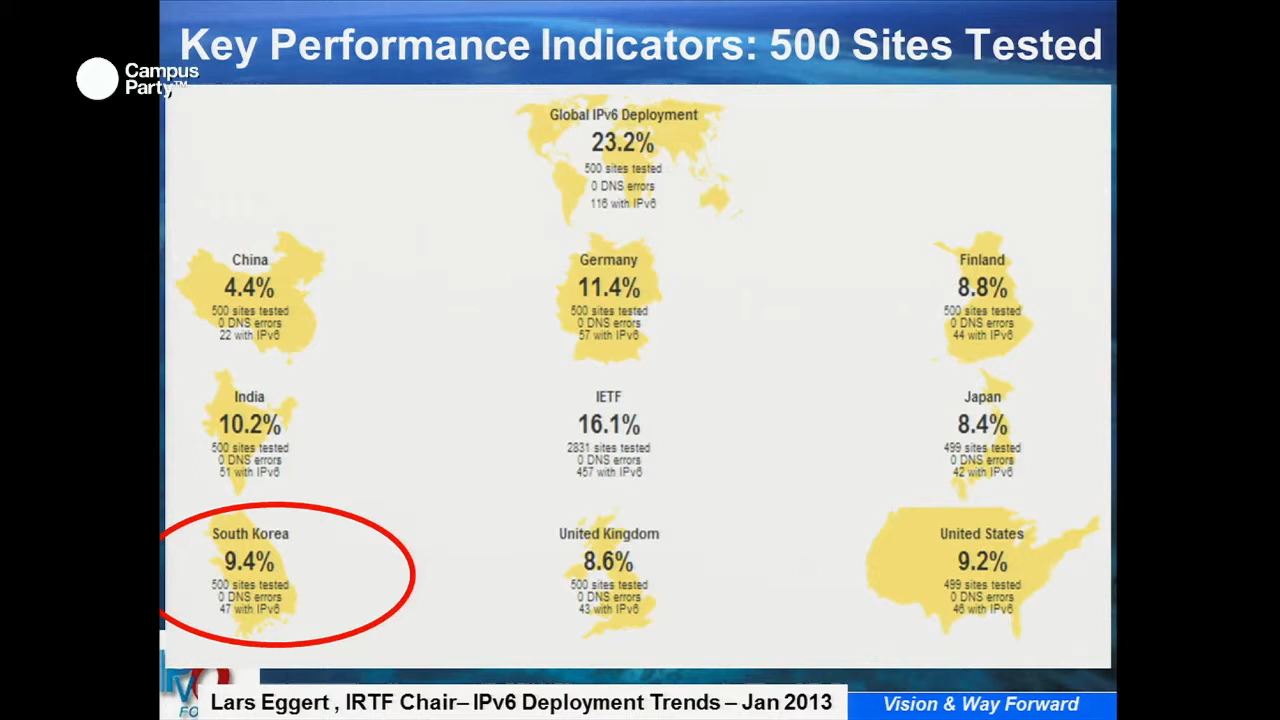 Key Performance Indicators: 500 Sites Tested
Campus
Party™
Global IPv6 Deployment
23.2%
500 sites tested
0 DNS errors
116 with IPv6
China
4.4%
500 sites tested
0 DNS errors
22 with IPv6
Germany
11.4%
500 sites tested
0 DNS errors
57 with IPv6
Finland
8.8%
500 sites tested
0 DNS errors
44 with IPv6
India
10.2%
500 sites tested
0 DNS errors
51 with IPv6
IETF
16.1%
2831 sites tested
0 DNS errors
457 with IPv6
Japan
8.4%
499 sites tested
0 DNS errors
42 with IPv6
South Korea
9.4%
500 sites tested
0 DNS errors
47 with IPv6
United Kingdom
8.6%
500 sites tested
0 DNS errors
43 with IPv6
United States
9.2%
499 sites tested
0 DNS errors
46 with IPv6
Lars Eggert , IRTF Chair– IPv6 Deployment Trends – Jan 2013
Vision & Way Forward